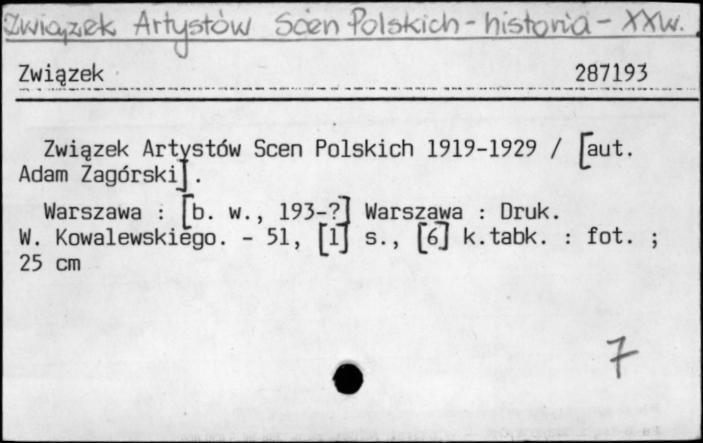 Związek Artystów Scen Polskich - historia - XX w.
Związek 287193
Związek Artystów Scen Polskich 1919-1929 / [aut.
Adam Zagórski].
Warszawa : [b. w., 193-?] Warszawa : Druk.
W. Kowalewskiego. - 51, [1] s., [6] k.tabk. : fot. ;
25 cm
7